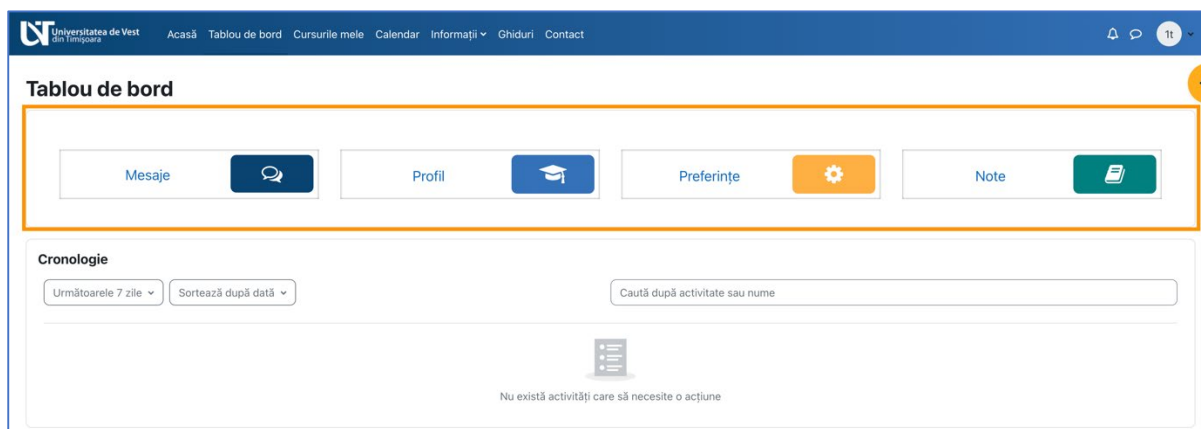 Universitatea de Vest
din Timișoara
Acasă Tablou de bord Cursurile mele Calendar Informații Ghiduri Contact
1t
Tablou de bord
Mesaje Profil Preferințe Note
Cronologie
Următoarele 7 zile Sortează după dată Caută după activitate sau nume
Nu există activități care să necesite o acțiune